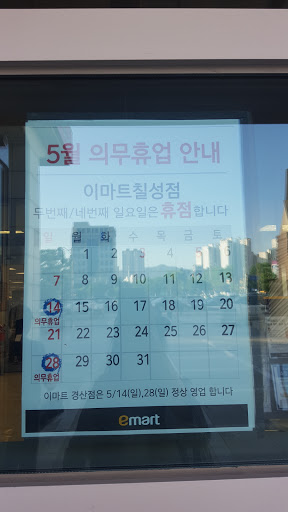 5월 의무휴업 안내
이마트칠성점
두번째/네번째 일요일은 휴점합니다
일 월 화 수 목 금 토
1 2 3 4 5 6
7 8 9 10 11 12 13
14 15 16 17 18 19 20
의무휴업
21 22 23 24 25 26 27
28 29 30 31
의무휴업
이마트 경산점은 5/14(일),28(일) 정상 영업 합니다
emart